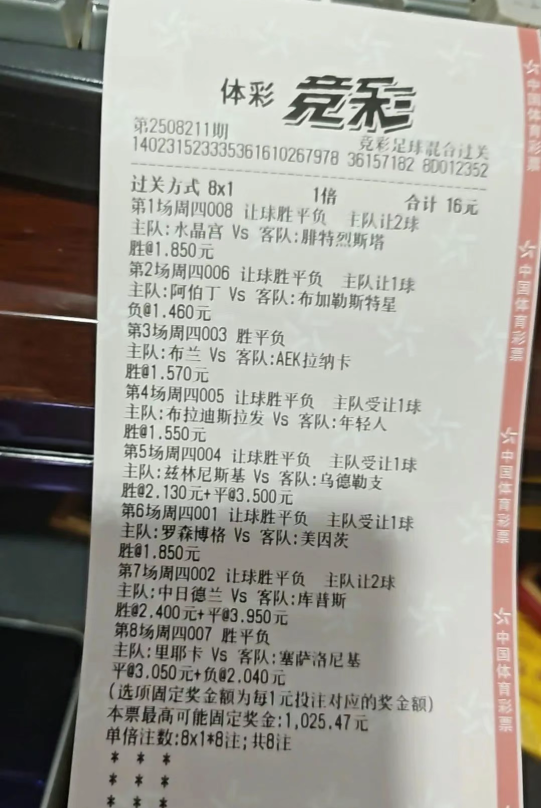 体彩 竞彩
第2508211期 竞彩足球混合过关
140231523335361610267978 36157182 8D012352
过关方式 8x1 1倍 合计 16元
第1场周四008 让球胜平负 主队让2球
主队:水晶宫 Vs 客队:腓特烈斯塔
胜@1.850元
第2场周四006 让球胜平负 主队让1球
主队:阿伯丁 Vs 客队:布加勒斯特星
负@1.460元
第3场周四003 胜平负
主队:布兰 Vs 客队:AEK拉纳卡
胜@1.570元
第4场周四005 让球胜平负 主队受让1球
主队:布拉迪斯拉发 Vs 客队:年轻人
胜@1.550元
第5场周四004 让球胜平负 主队受让1球
主队:兹林尼斯基 Vs 客队:乌德勒支
胜@2.130元+平@3.500元
第6场周四001 让球胜平负 主队受让1球
主队:罗森博格 Vs 客队:美因茨
胜@1.850元
第7场周四002 让球胜平负 主队让2球
主队:中日德兰 Vs 客队:库普斯
胜@2.400元+平@3.950元
第8场周四007 胜平负
主队:里耶卡 Vs 客队:塞萨洛尼基
平@3.050元+负@2.040元
(选项固定奖金额为每1元投注对应的奖金额)
本票最高可能固定奖金:1,025.47元
单倍注数:8x1*8注;共8注
* * *
* * *
* * *
中国体育彩票
中国体育彩票
中国体育彩票
中国体育彩票